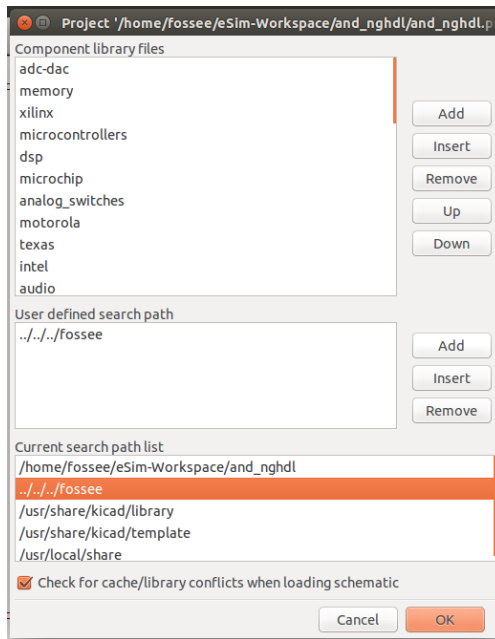 Project '/home/fossee/eSim-Workspace/and_nghdl/and_nghdl.p
Component library files
adc-dac
memory
xilinx
microcontrollers
dsp
microchip
analog_switches
motorola
texas
intel
audio
Add
Insert
Remove
Up
Down
User defined search path
../../../fossee
Add
Insert
Remove
Current search path list
/home/fossee/eSim-Workspace/and_nghdl
../../../fossee
/usr/share/kicad/library
/usr/share/kicad/template
/usr/local/share
Check for cache/library conflicts when loading schematic
Cancel
OK